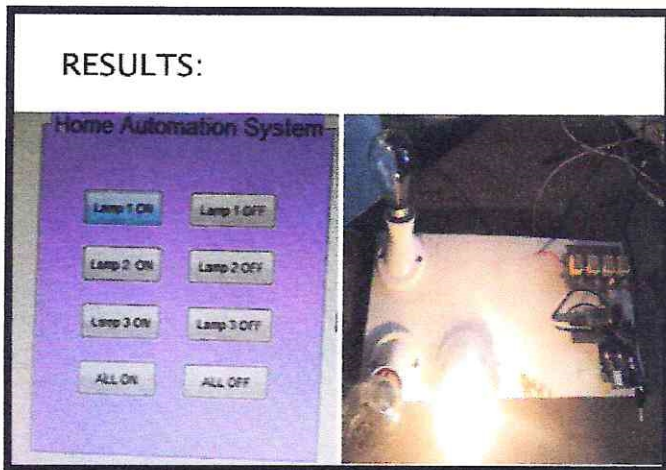 RESULTS:
Home Automation System
Lamp 1 ON
Lamp 1 OFF
Lamp 2 ON
Lamp 2 OFF
Lamp 3 ON
Lamp 3 OFF
ALL ON
ALL OFF